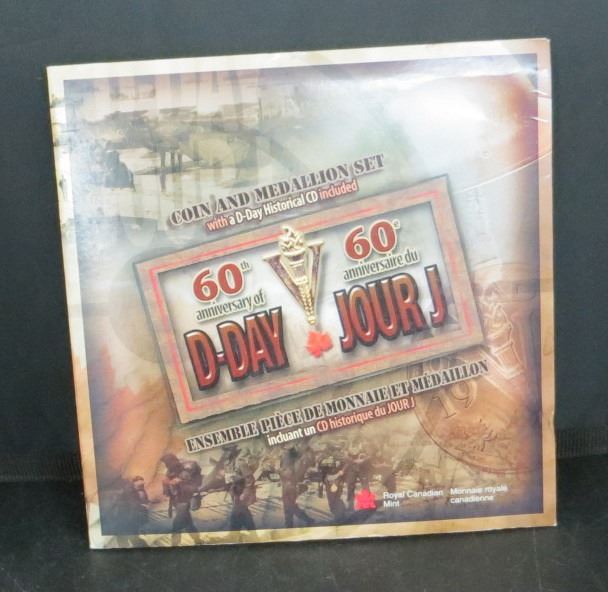 D-DAY
COIN AND MEDALLION SET
with a D-Day Historical CD included
60th
anniversary of
D-DAY
60e
anniversaire du
JOUR J
ENSEMBLE PIÈCE DE MONNAIE ET MÉDAILLON
incluant un CD historique du JOUR J
Royal Canadian
Mint
Monnaie royale
canadienne